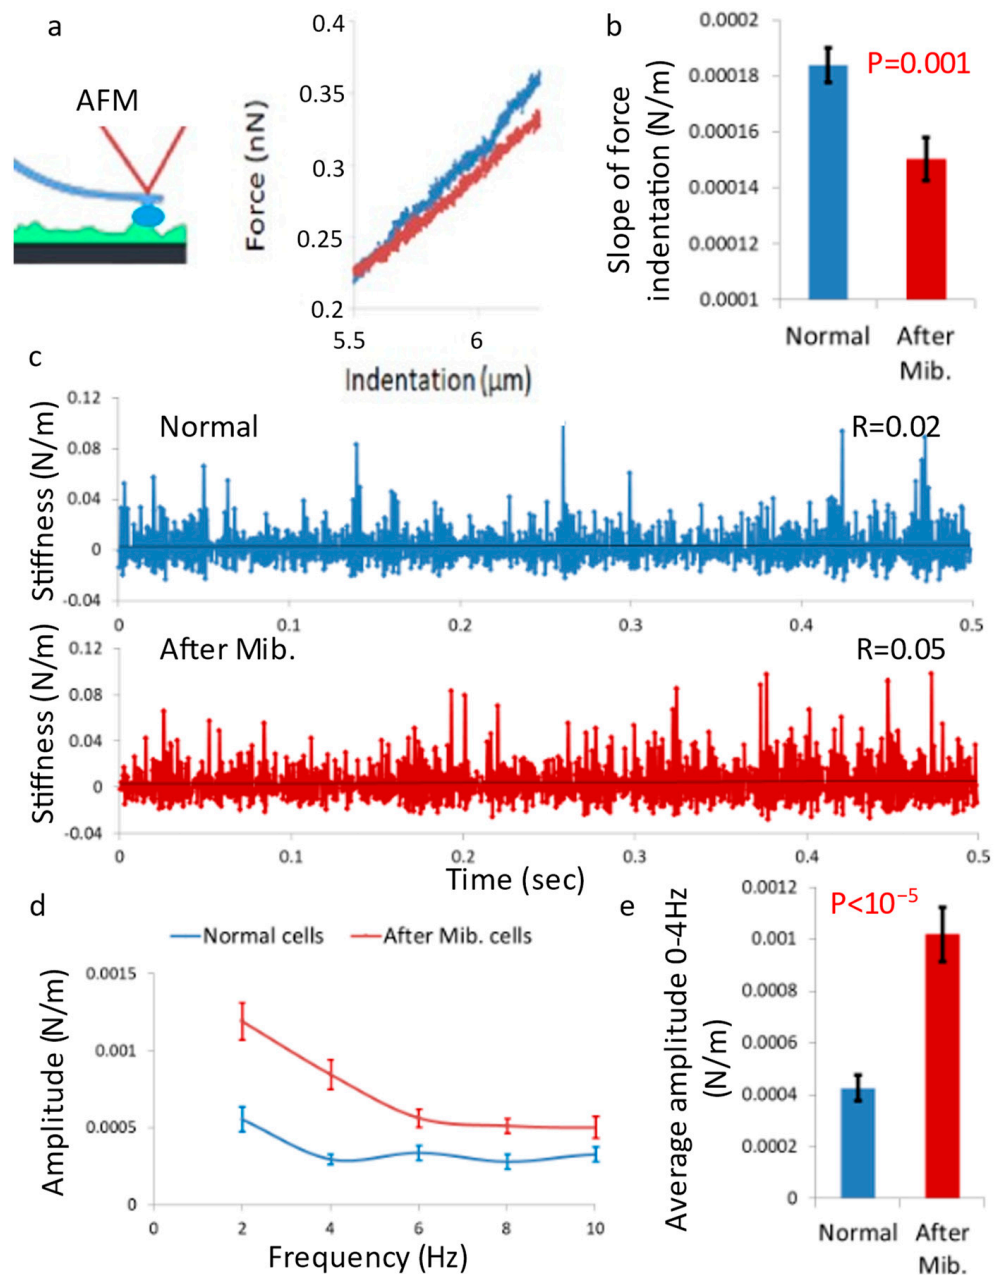 a
AFM
Force (nN)
0.4
0.35
0.3
0.25
0.2
5.5
6
Indentation (μm)
b
Slope of force
indentation (N/m)
0.0002
0.00018
0.00016
0.00014
0.00012
0.0001
P=0.001
Normal
After
Mib.
c
Stiffness (N/m)
0.12
0.08
0.04
0
-0.04
Normal
R=0.02
0
0.1
0.2
0.3
0.4
0.5
Stiffness (N/m)
0.12
0.08
0.04
0
-0.04
After Mib.
R=0.05
0
0.1
0.2
0.3
0.4
0.5
Time (sec)
d
Normal cells
After Mib. cells
Amplitude (N/m)
0.0015
0.001
0.0005
0
0
2
4
6
8
10
Frequency (Hz)
e
Average amplitude 0-4Hz
(N/m)
0.0012
0.001
0.0008
0.0006
0.0004
0.0002
0
P<10⁻⁵
Normal
After
Mib.